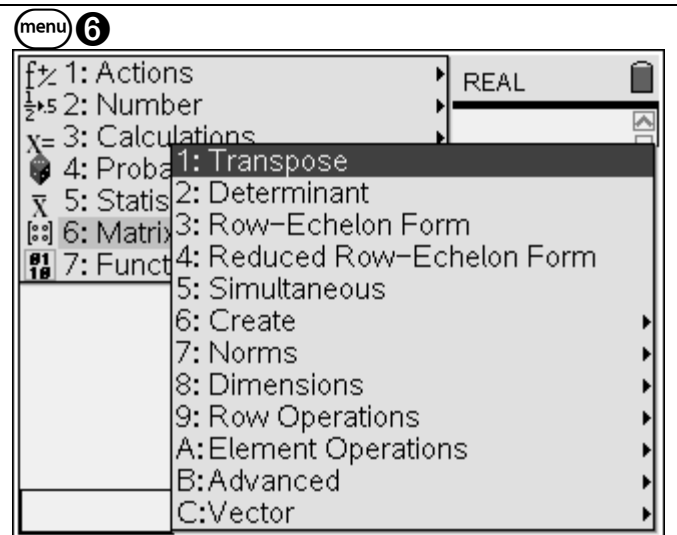 menu 6
1: Actions
REAL
2: Number
3: Calculations
4: Proba
5: Statis
6: Matrix
7: Funct
1: Transpose
2: Determinant
3: Row-Echelon Form
4: Reduced Row-Echelon Form
5: Simultaneous
6: Create
7: Norms
8: Dimensions
9: Row Operations
A: Element Operations
B: Advanced
C: Vector